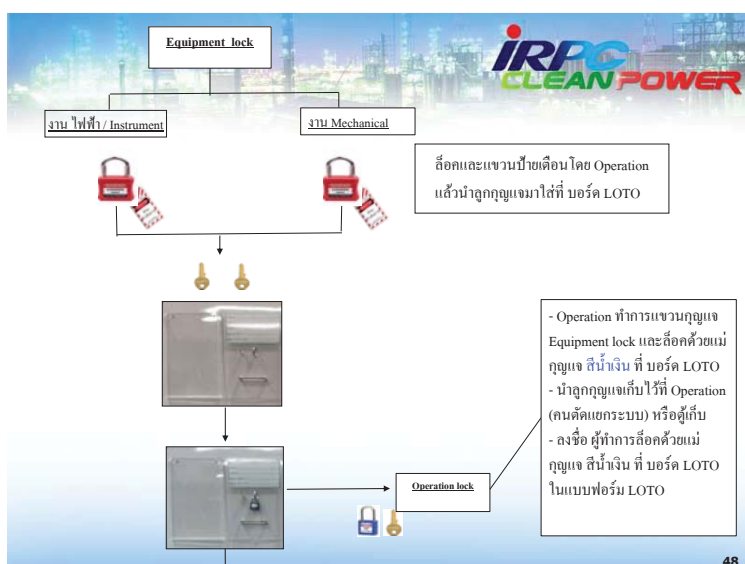 Equipment lock
iRPC
CLEAN POWER
งาน ไฟฟ้า / Instrument
งาน Mechanical
ล็อคและแขวนป้ายเตือนโดย Operation
แล้วนำลูกกุญแจมาใส่ที่ บอร์ด LOTO
- Operation ทำการแขวนกุญแจ
Equipment lock และล็อคด้วยแม่
กุญแจ สีน้ำเงิน ที่ บอร์ด LOTO
- นำลูกกุญแจเก็บไว้ที่ Operation
(คนตัดแยกระบบ) หรือตู้เก็บ
- ลงชื่อ ผู้ทำการล็อคด้วยแม่
กุญแจ สีน้ำเงิน ที่ บอร์ด LOTO
ในแบบฟอร์ม LOTO
Operation lock
48